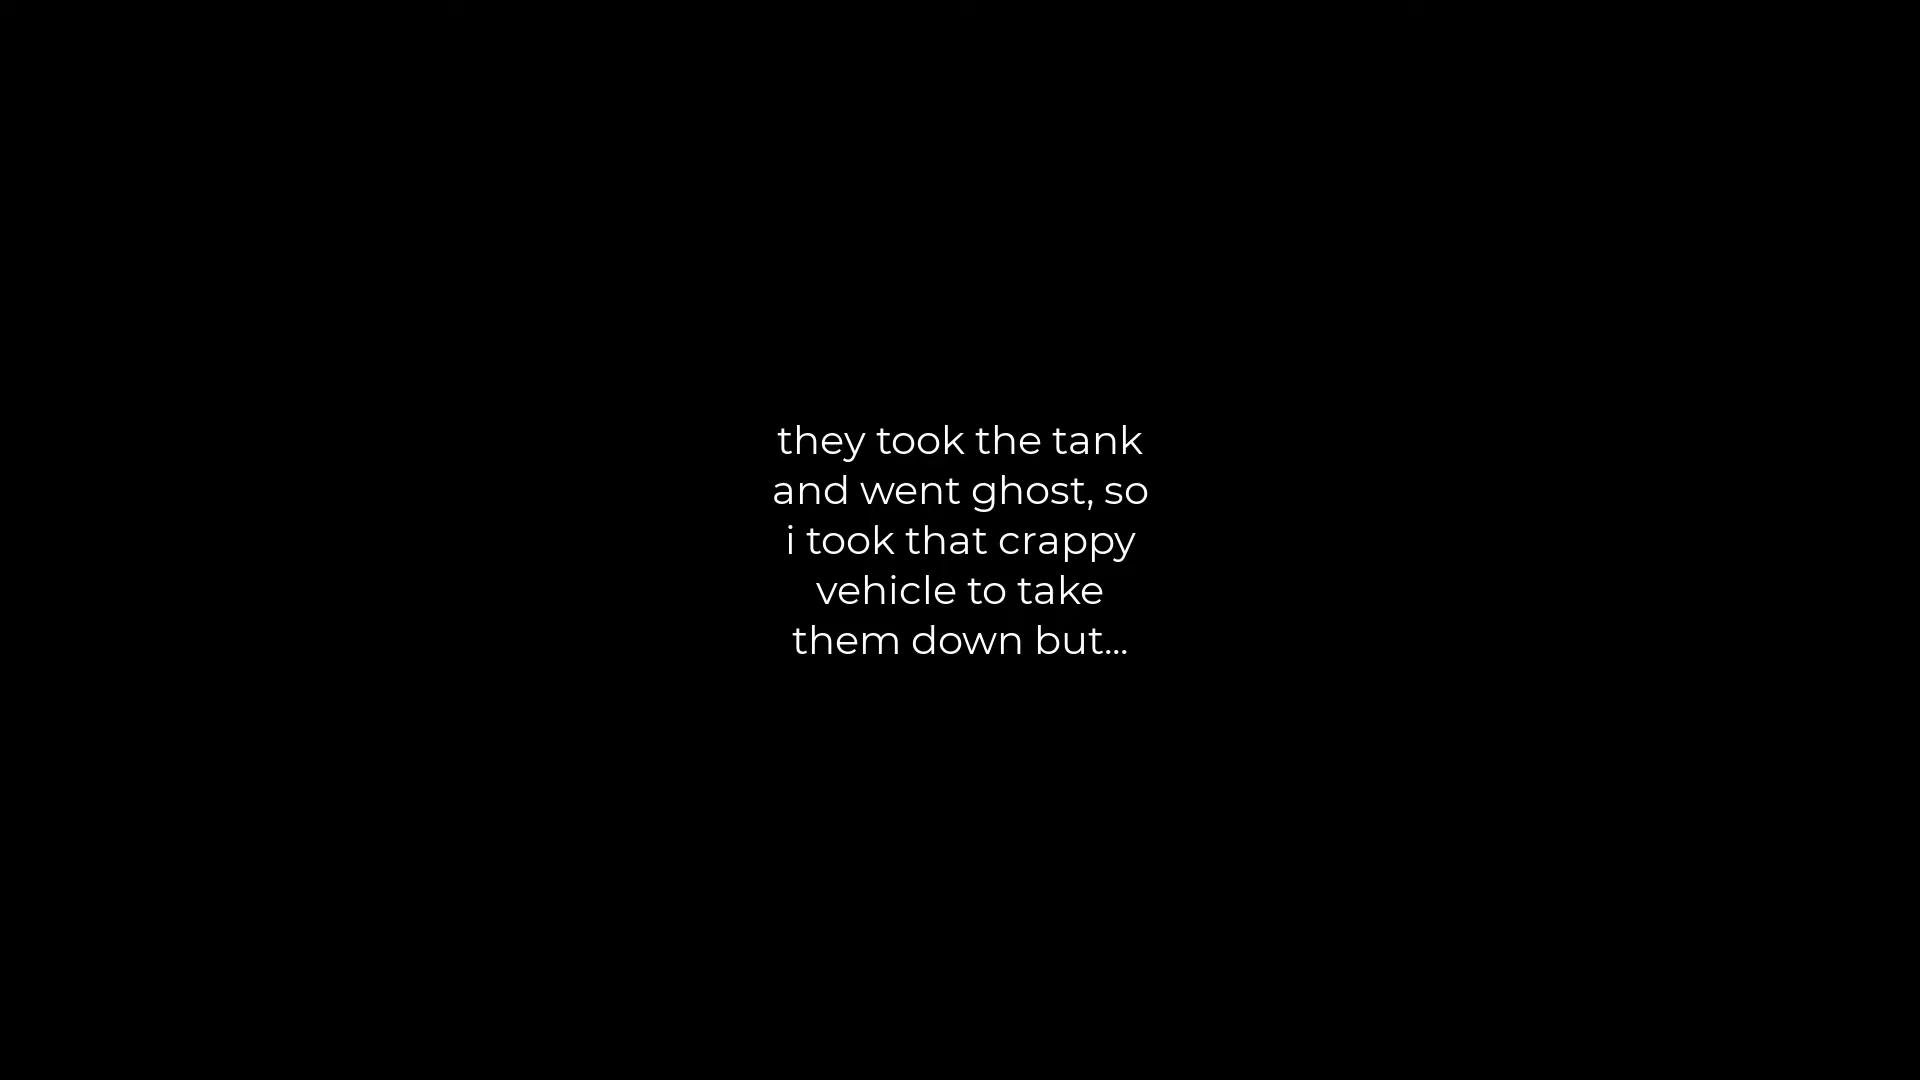 they took the tank
and went ghost, so
i took that crappy
vehicle to take
them down but...